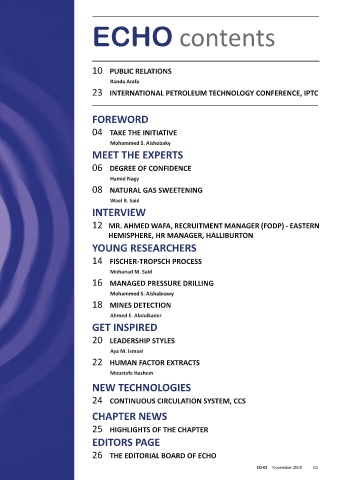 ECHO contents
10 PUBLIC RELATIONS
Randa Arafa
23 INTERNATIONAL PETROLEUM TECHNOLOGY CONFERENCE, IPTC
FOREWORD
04 TAKE THE INITIATIVE
Mohammed S. Alshobaky
MEET THE EXPERTS
06 DEGREE OF CONFIDENCE
Hamid Nagy
08 NATURAL GAS SWEETENING
Wael B. Said
INTERVIEW
12 MR. AHMED WAFA, RECRUITMENT MANAGER (FODP) - EASTERN
HEMISPHERE, HR MANAGER, HALLIBURTON
YOUNG RESEARCHERS
14 FISCHER-TROPSCH PROCESS
Mohanad M. Said
16 MANAGED PRESSURE DRILLING
Mohammed S. Alshabrawy
18 MINES DETECTION
Ahmed E. Abdulkader
GET INSPIRED
20 LEADERSHIP STYLES
Aya M. Ismael
22 HUMAN FACTOR EXTRACTS
Moustafa Hashem
NEW TECHNOLOGIES
24 CONTINUOUS CIRCULATION SYSTEM, CCS
CHAPTER NEWS
25 HIGHLIGHTS OF THE CHAPTER
EDITORS PAGE
26 THE EDITORIAL BOARD OF ECHO
ECHO November 2009 03